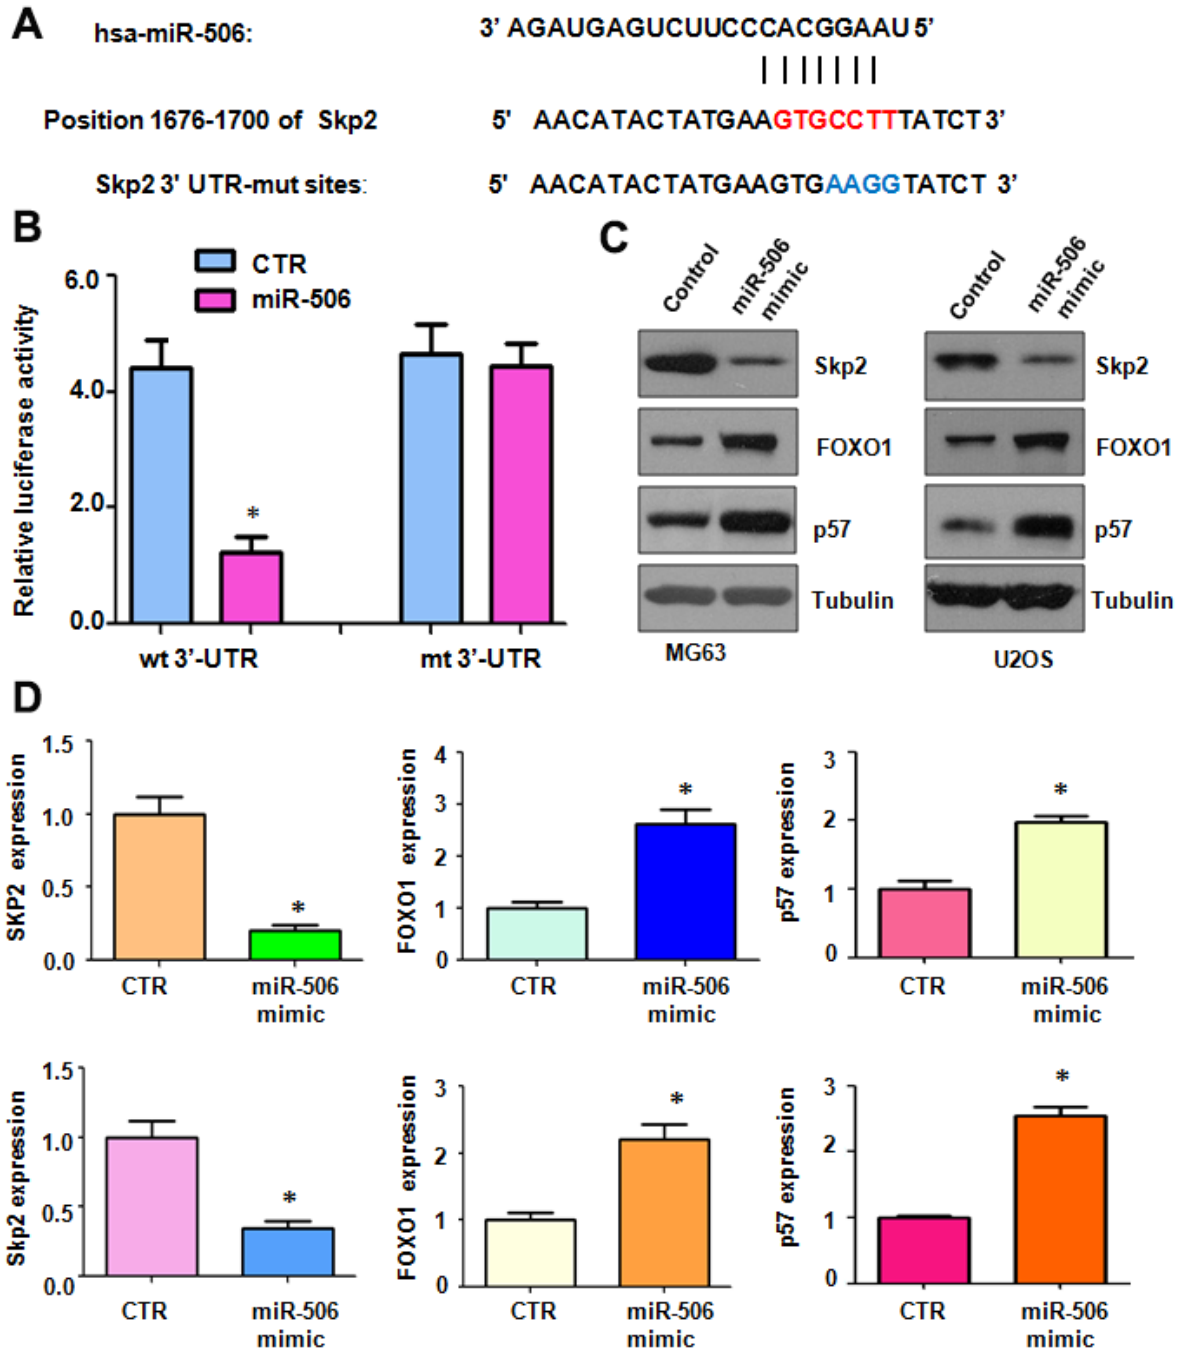 A
hsa-miR-506:
3’ AGAUGAGUCUUCCCACGGAAU 5’
Position 1676-1700 of Skp2
5' AACATACTATGAAGTGCCTTTATCT 3’
Skp2 3' UTR-mut sites:
5' AACATACTATGAAGTGAAGGTATCT 3’
B
CTR
miR-506
Relative luciferase activity
6.0
4.0
2.0
0.0
*
wt 3’-UTR
mt 3’-UTR
C
Control
miR-506
mimic
Skp2
FOXO1
p57
Tubulin
MG63
Control
miR-506
mimic
Skp2
FOXO1
p57
Tubulin
U2OS
D
SKP2 expression
1.5
1.0
0.5
0.0
*
CTR
miR-506
mimic
FOXO1 expression
4
3
2
1
0
*
CTR
miR-506
mimic
p57 expression
3
2
1
0
*
CTR
miR-506
mimic
Skp2 expression
1.5
1.0
0.5
0.0
*
CTR
miR-506
mimic
FOXO1 expression
3
2
1
0
*
CTR
miR-506
mimic
p57 expression
3
2
1
0
*
CTR
miR-506
mimic